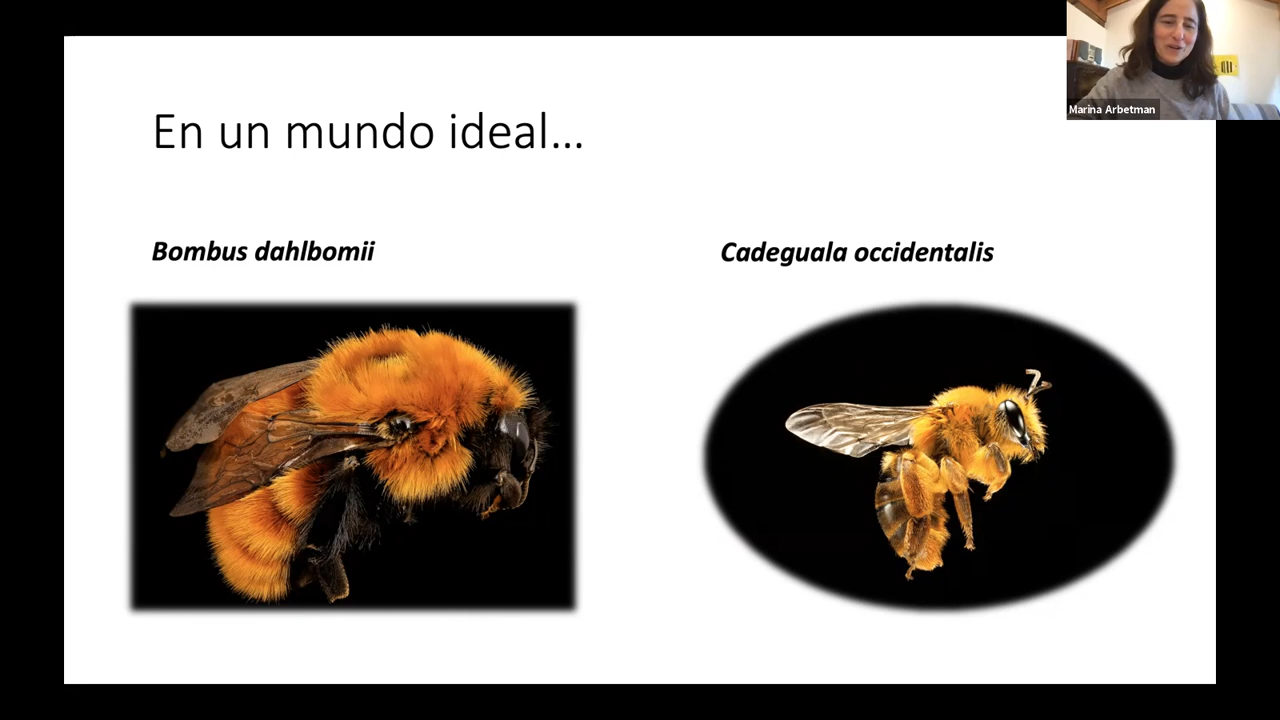 En un mundo ideal...
Bombus dahlbomii
Cadeguala occidentalis
Marina Arbetman